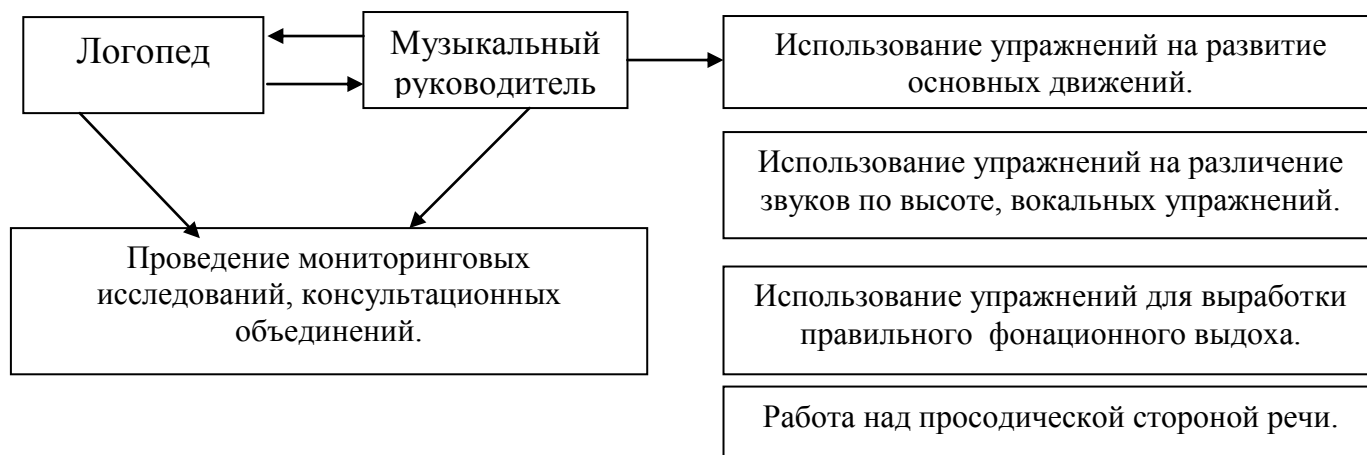 Логопед
Музыкальный
руководитель
Использование упражнений на развитие
основных движений.
Использование упражнений на различение
звуков по высоте, вокальных упражнений.
Проведение мониторинговых
исследований, консультационных
объединений.
Использование упражнений для выработки
правильного фонационного выдоха.
Работа над просодической стороной речи.